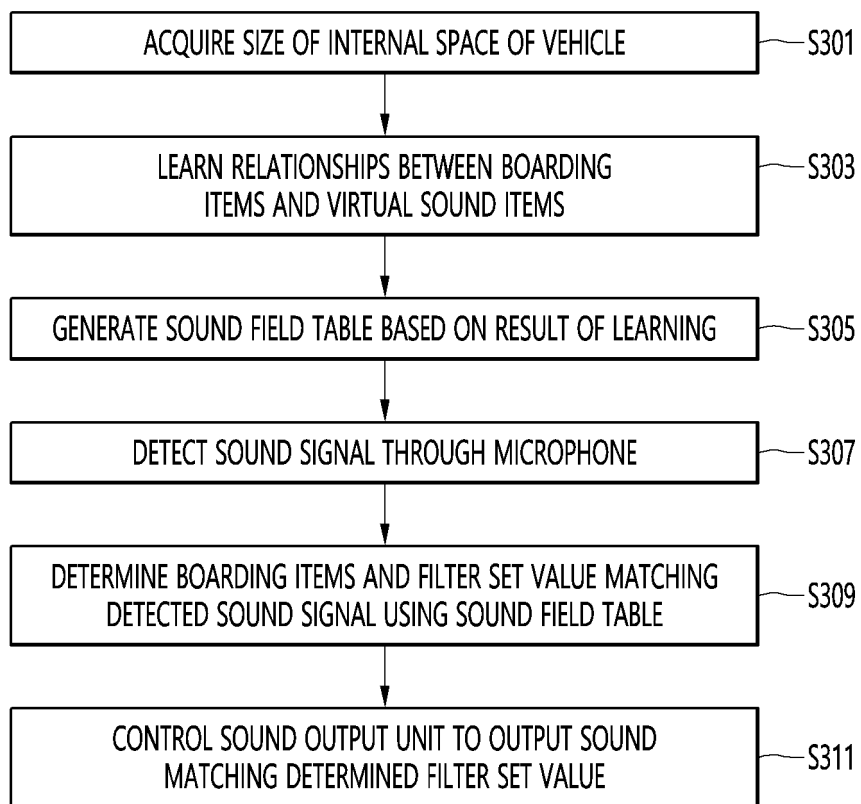 ACQUIRE SIZE OF INTERNAL SPACE OF VEHICLE
S301
LEARN RELATIONSHIPS BETWEEN BOARDING
ITEMS AND VIRTUAL SOUND ITEMS
S303
GENERATE SOUND FIELD TABLE BASED ON RESULT OF LEARNING
S305
DETECT SOUND SIGNAL THROUGH MICROPHONE
S307
DETERMINE BOARDING ITEMS AND FILTER SET VALUE MATCHING
DETECTED SOUND SIGNAL USING SOUND FIELD TABLE
S309
CONTROL SOUND OUTPUT UNIT TO OUTPUT SOUND
MATCHING DETERMINED FILTER SET VALUE
S311